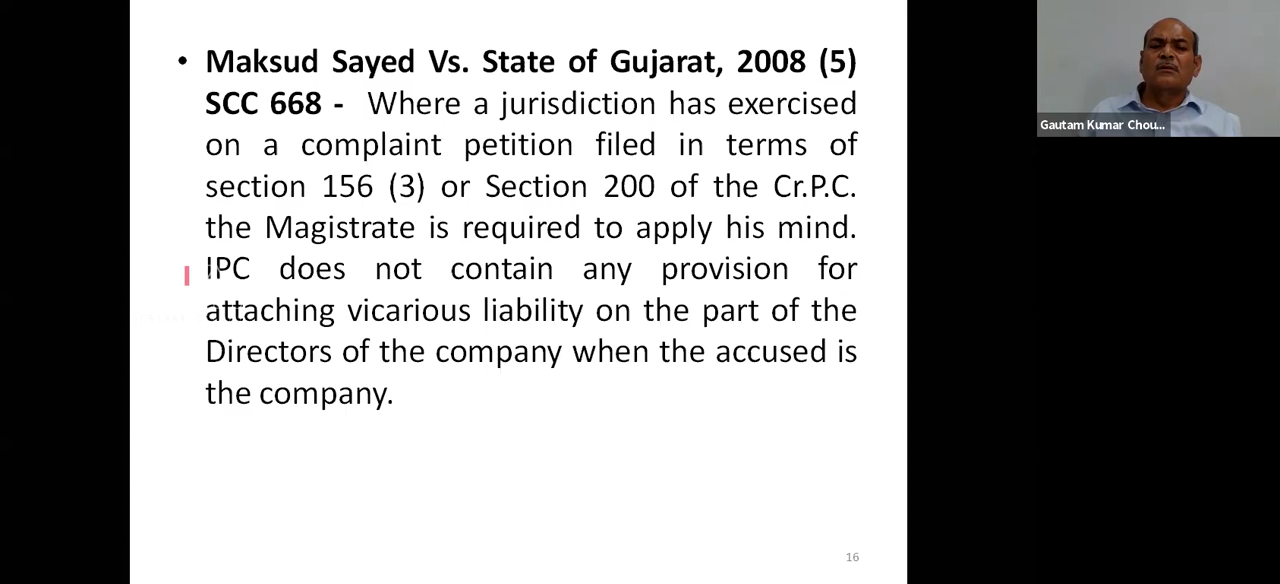 • Maksud Sayed Vs. State of Gujarat, 2008 (5)
SCC 668 - Where a jurisdiction has exercised
on a complaint petition filed in terms of
section 156 (3) or Section 200 of the Cr.P.C.
the Magistrate is required to apply his mind.
IPC does not contain any provision for
attaching vicarious liability on the part of the
Directors of the company when the accused is
the company.
16
Gautam Kumar Chou...